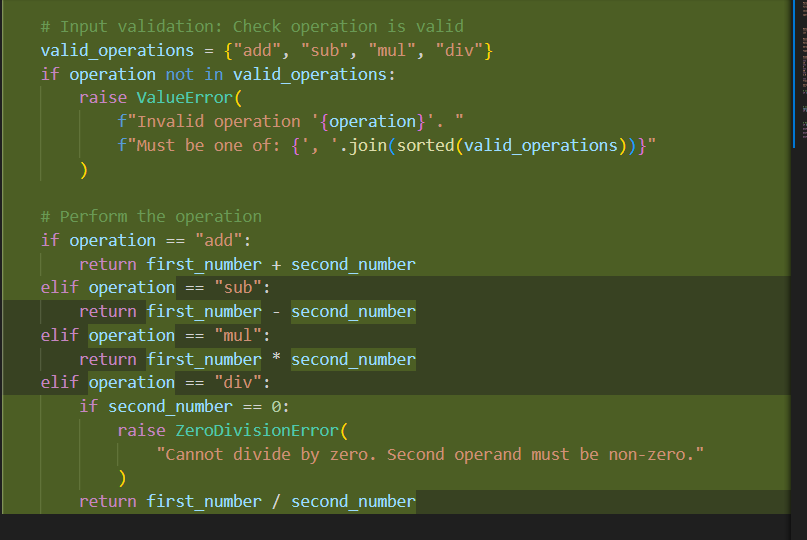 # Input validation: Check operation is valid
valid_operations = {"add", "sub", "mul", "div"}
if operation not in valid_operations:
raise ValueError(
f"Invalid operation '{operation}'. "
f"Must be one of: {', '.join(sorted(valid_operations))}"
)
# Perform the operation
if operation == "add":
return first_number + second_number
elif operation == "sub":
return first_number - second_number
elif operation == "mul":
return first_number * second_number
elif operation == "div":
if second_number == 0:
raise ZeroDivisionError(
"Cannot divide by zero. Second operand must be non-zero."
)
return first_number / second_number